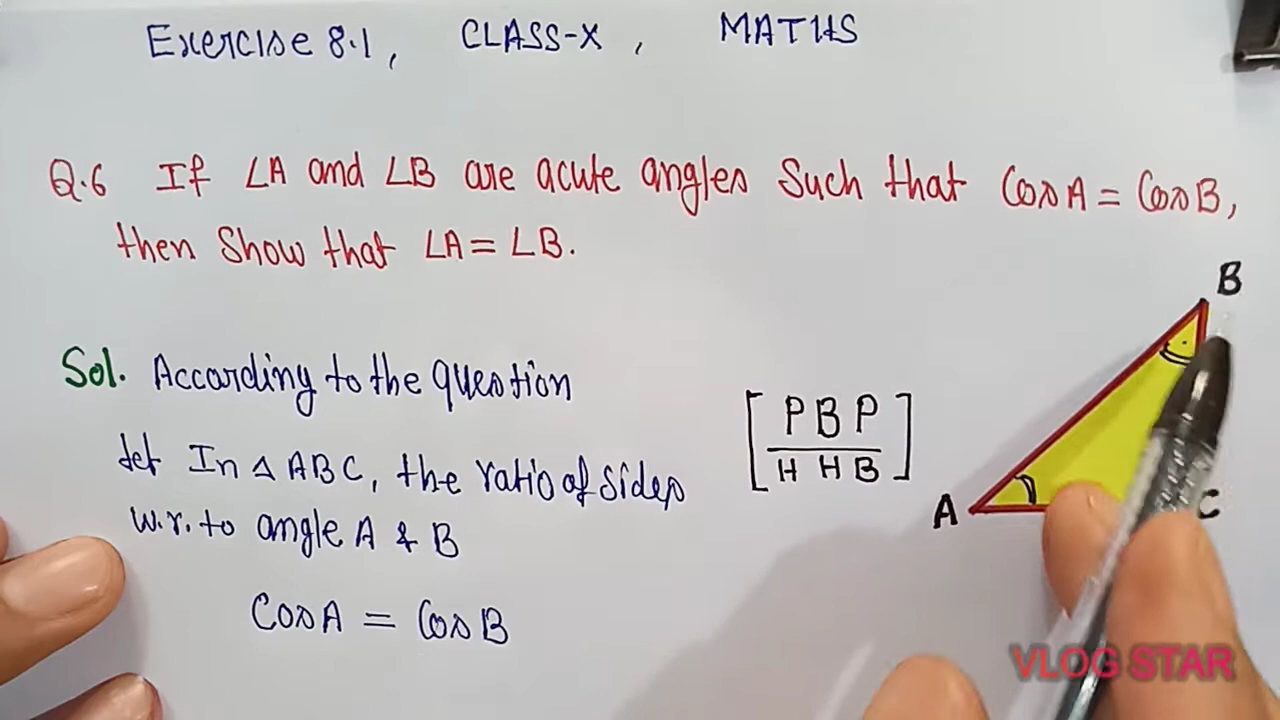 Exercise 8.1, CLASS-X, MATHS
Q.6 If ∠A and ∠B are acute angles Such that Cos A = Cos B,
then Show that ∠A = ∠B.
Sol. According to the question
let In △ ABC, the ratio of sides
w.r. to angle A & B
Cos A = Cos B
[ P B P
H H B ]
B
A
C
VLOG STAR